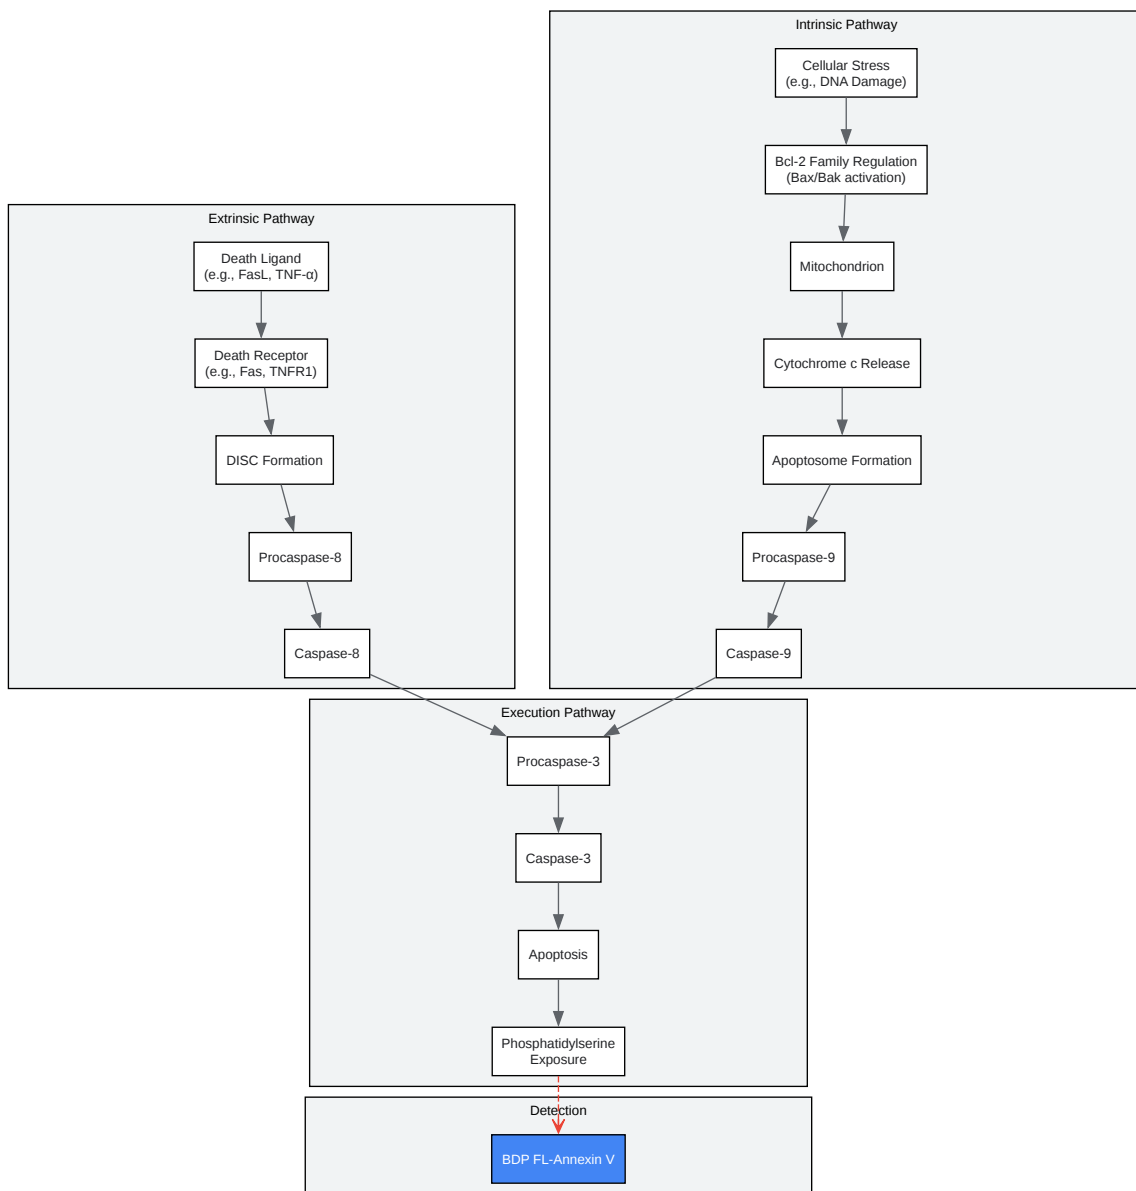 Intrinsic Pathway
Cellular Stress
(e.g., DNA Damage)
Bcl-2 Family Regulation
(Bax/Bak activation)
Mitochondrion
Cytochrome c Release
Apoptosome Formation
Procaspase-9
Caspase-9
Extrinsic Pathway
Death Ligand
(e.g., FasL, TNF-α)
Death Receptor
(e.g., Fas, TNFR1)
DISC Formation
Procaspase-8
Caspase-8
Execution Pathway
Procaspase-3
Caspase-3
Apoptosis
Phosphatidylserine
Exposure
Detection
BDP FL-Annexin V